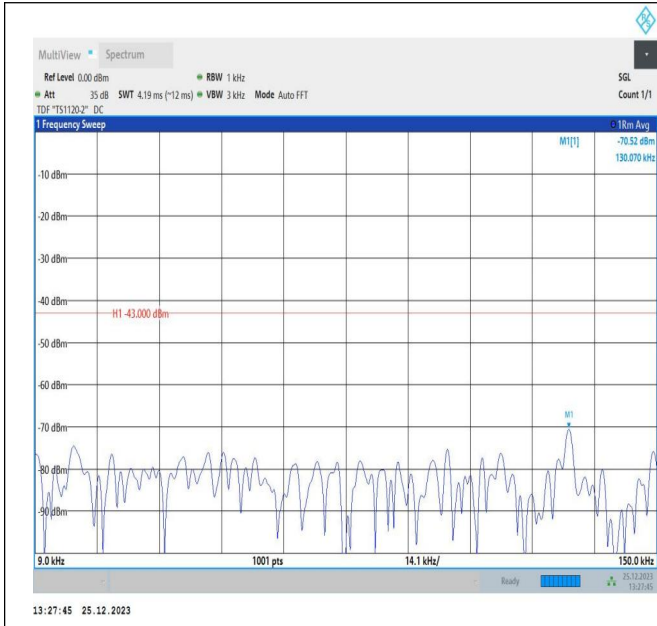 MultiView Spectrum
Ref Level 0.00 dBm RBW 1 kHz SGL
Att 35 dB SWT 4.19 ms (~12 ms) VBW 3 kHz Mode Auto FFT Count 1/1
TDF "TS1120-2" DC
1 Frequency Sweep 1Rm Avg
M1[1] -70.52 dBm
130.070 kHz
-10 dBm
-20 dBm
-30 dBm
-40 dBm
H1 -43.000 dBm
-50 dBm
-60 dBm
M1
-70 dBm
-80 dBm
-90 dBm
9.0 kHz 1001 pts 14.1 kHz/ 150.0 kHz
Ready 25.12.2023
13:27:45
13:27:45 25.12.2023